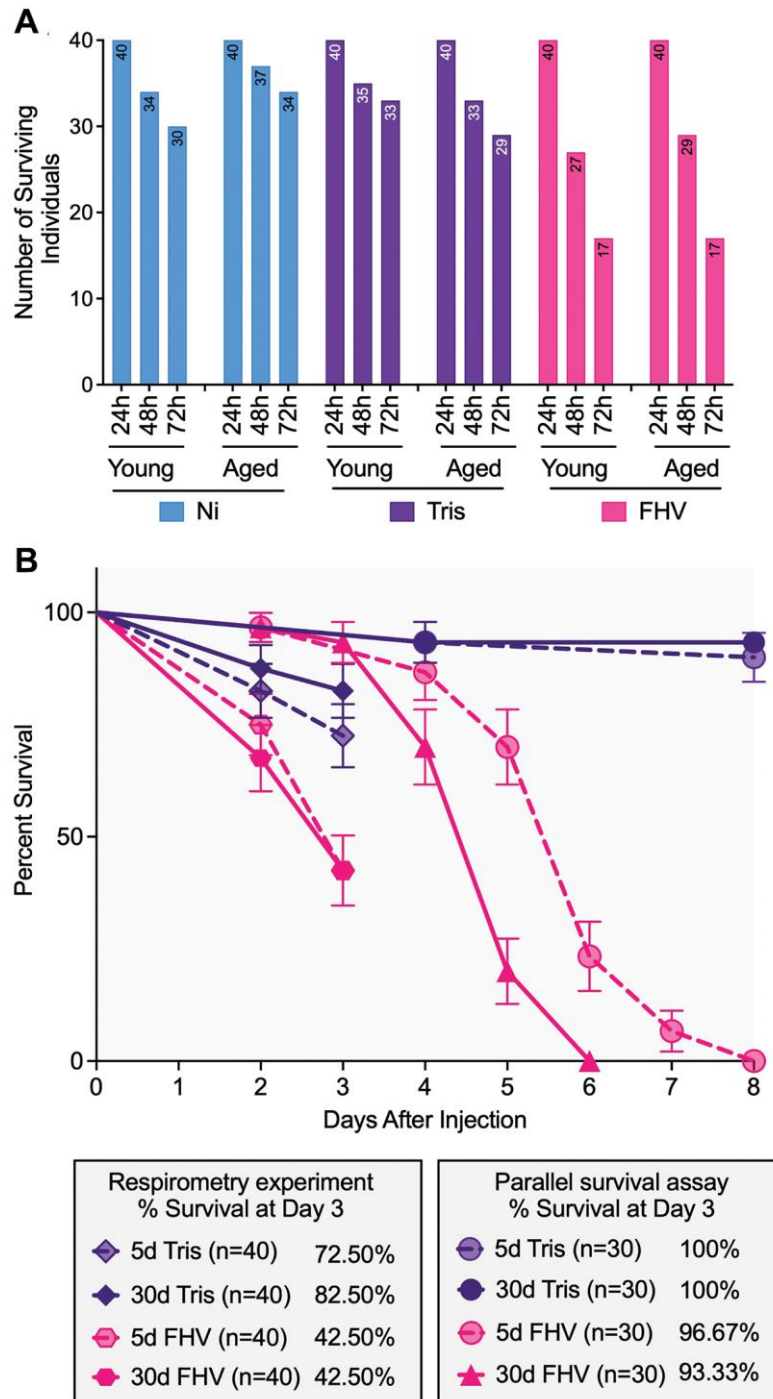 A
Number of Surviving
Individuals
40
30
20
10
0
40
34
30
40
37
34
40
35
33
40
33
29
40
27
17
40
29
17
24h 48h 72h 24h 48h 72h 24h 48h 72h 24h 48h 72h 24h 48h 72h 24h 48h 72h
Young Aged Young Aged Young Aged
Ni Tris FHV
B
Percent Survival
100
50
0
0 1 2 3 4 5 6 7 8
Days After Injection
Respirometry experiment
% Survival at Day 3
5d Tris (n=40) 72.50%
30d Tris (n=40) 82.50%
5d FHV (n=40) 42.50%
30d FHV (n=40) 42.50%
Parallel survival assay
% Survival at Day 3
5d Tris (n=30) 100%
30d Tris (n=30) 100%
5d FHV (n=30) 96.67%
30d FHV (n=30) 93.33%